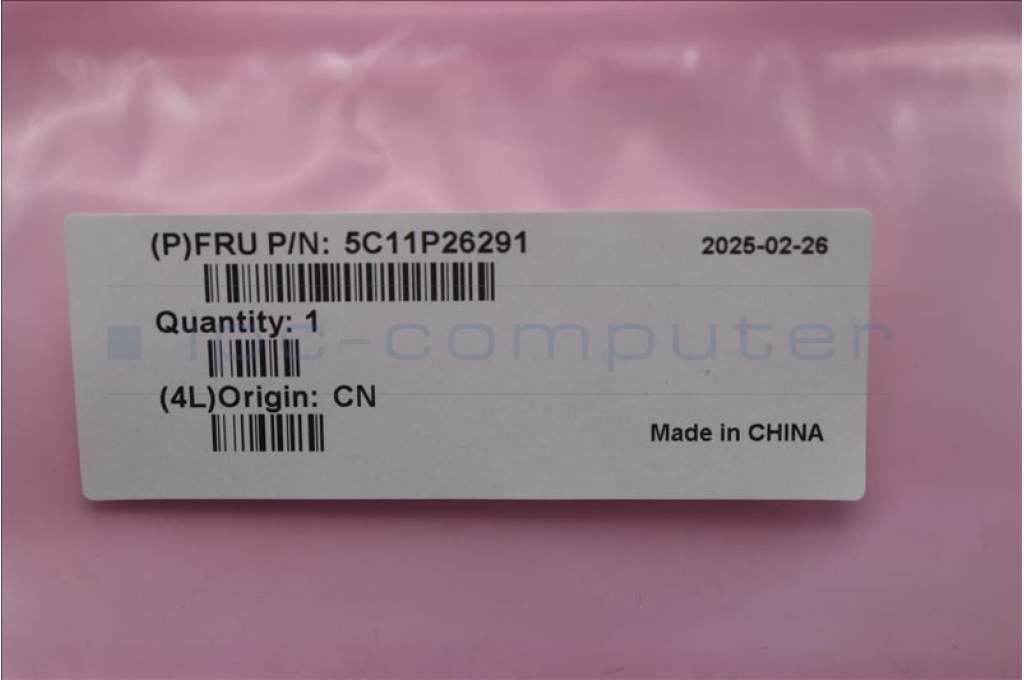 (P)FRU P/N: 5C11P26291
2025-02-26
Quantity: 1
(4L)Origin: CN
Made in CHINA